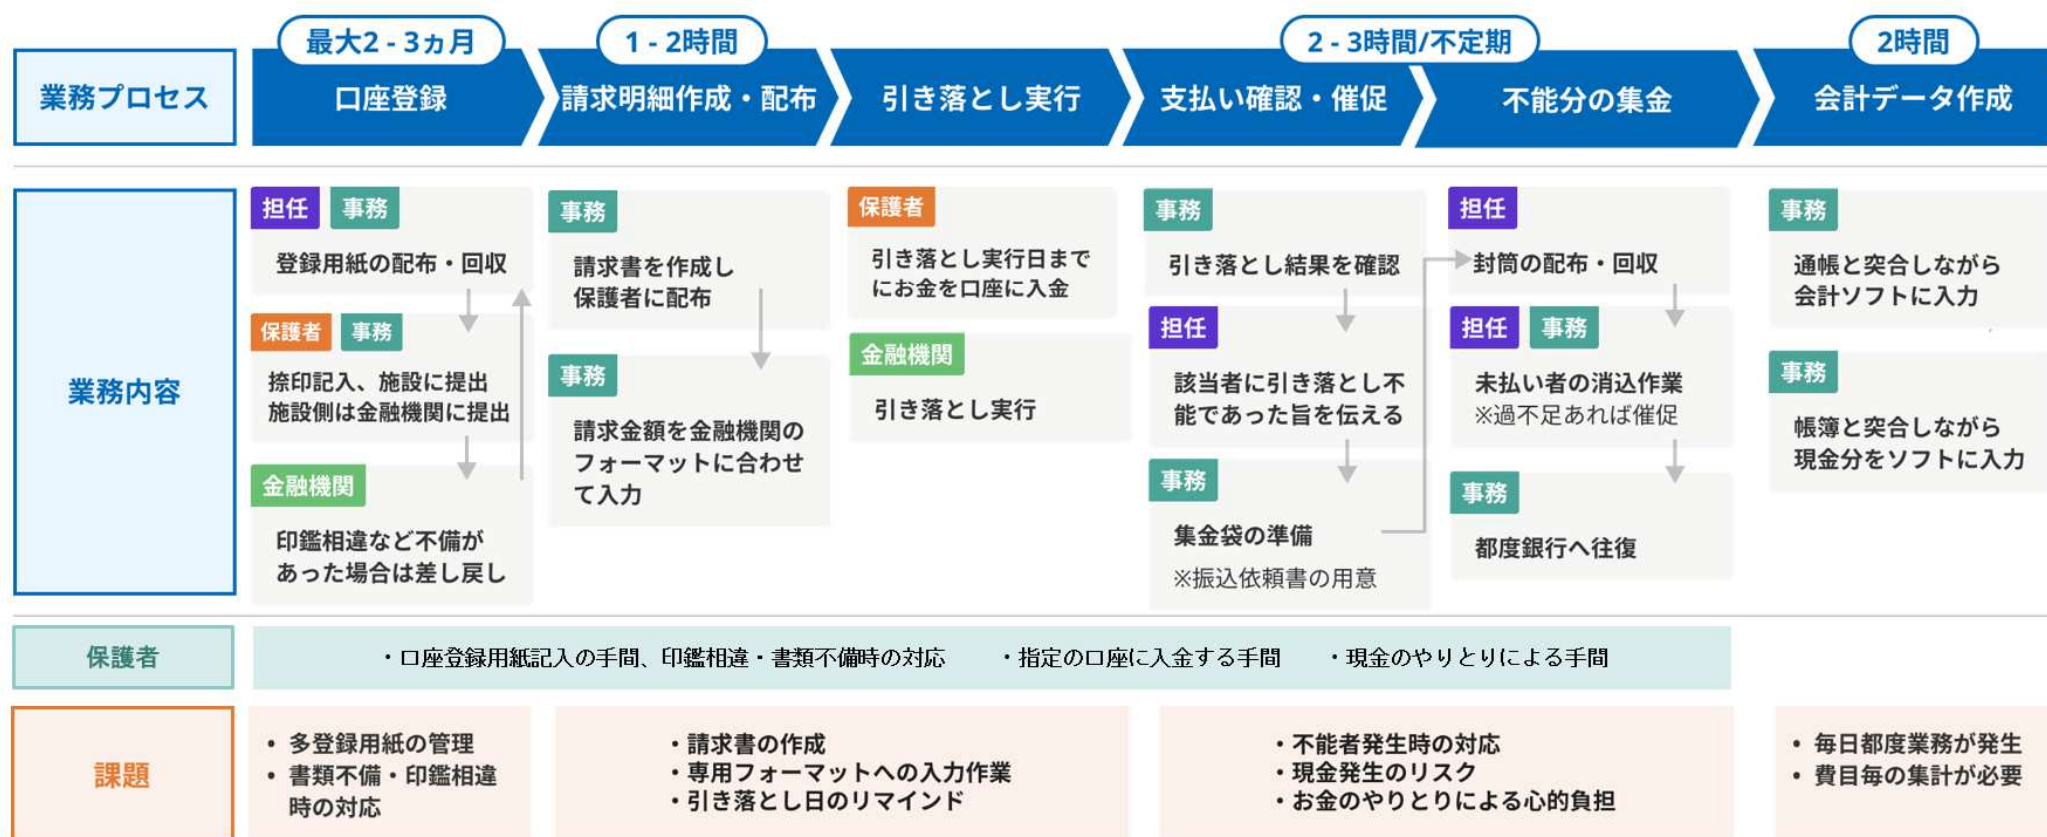 最大2 - 3ヵ月
1 - 2時間
2 - 3時間/不定期
2時間
業務プロセス
口座登録
請求明細作成・配布
引き落とし実行
支払い確認・催促
不能分の集金
会計データ作成
業務内容
担任
事務
登録用紙の配布・回収
保護者
事務
捺印記入、施設に提出
施設側は金融機関に提出
金融機関
印鑑相違など不備が
あった場合は差し戻し
事務
請求書を作成し
保護者に配布
事務
請求金額を金融機関の
フォーマットに合わせ
て入力
保護者
引き落とし実行日まで
にお金を口座に入金
金融機関
引き落とし実行
事務
引き落とし結果を確認
担任
該当者に引き落とし不
能であった旨を伝える
事務
集金袋の準備
※振込依頼書の用意
担任
封筒の配布・回収
担任
事務
未払い者の消込作業
※過不足あれば催促
事務
都度銀行へ往復
事務
通帳と突合しながら
会計ソフトに入力
事務
帳簿と突合しながら
現金分をソフトに入力
保護者
・口座登録用紙記入の手間、印鑑相違・書類不備時の対応
・指定の口座に入金する手間
・現金のやりとりによる手間
課題
• 多登録用紙の管理
• 書類不備・印鑑相違
時の対応
・請求書の作成
・専用フォーマットへの入力作業
・引き落とし日のリマインド
・不能者発生時の対応
・現金発生のリスク
・お金のやりとりによる心的負担
• 毎日都度業務が発生
• 費目毎の集計が必要